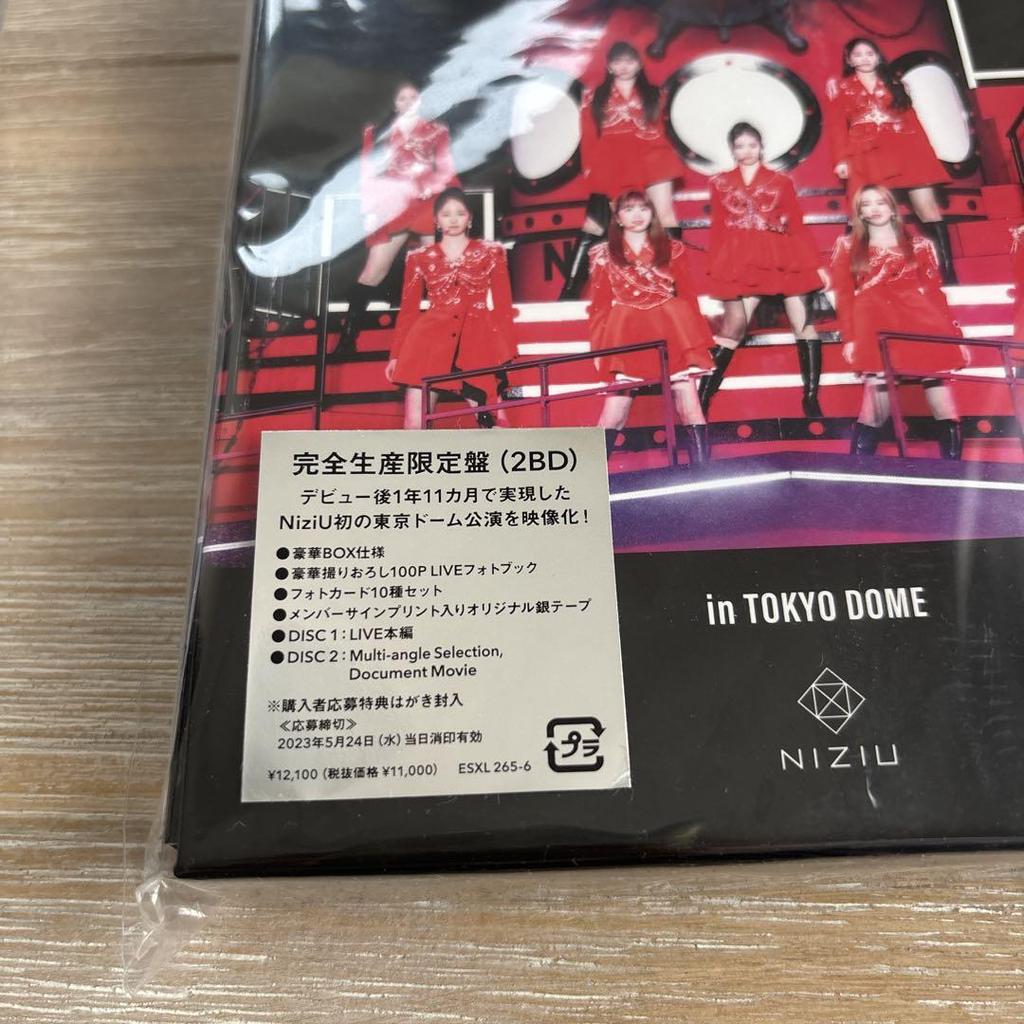 N
完全生産限定盤（2BD）
デビュー後1年11カ月で実現した
NiziU初の東京ドーム公演を映像化！
●豪華BOX仕様
●豪華撮りおろし100P LIVEフォトブック
●フォトカード10種セット
●メンバーサインプリント入りオリジナル銀テープ
●DISC 1：LIVE本編
●DISC 2：Multi-angle Selection,
Document Movie
※購入者応募特典はがき封入
≪応募締切≫
2023年5月24日（水）当日消印有効
¥12,100（税抜価格 ¥11,000） ESXL 265-6
プラ
in TOKYO DOME
NIZIU